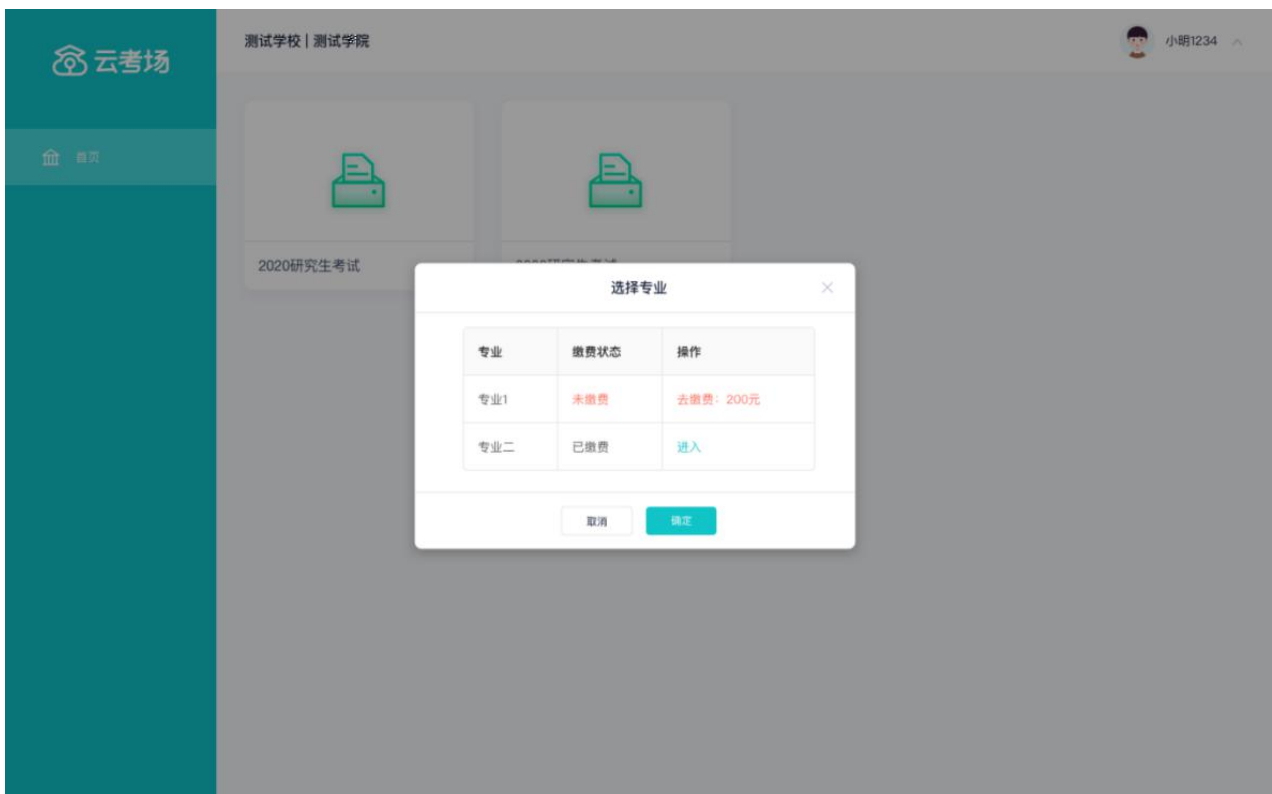 云考场
测试学校 | 测试学院
小明1234
首页
2020研究生考试
选择专业
专业 缴费状态 操作
专业1 未缴费 去缴费：200元
专业二 已缴费 进入
取消 确定